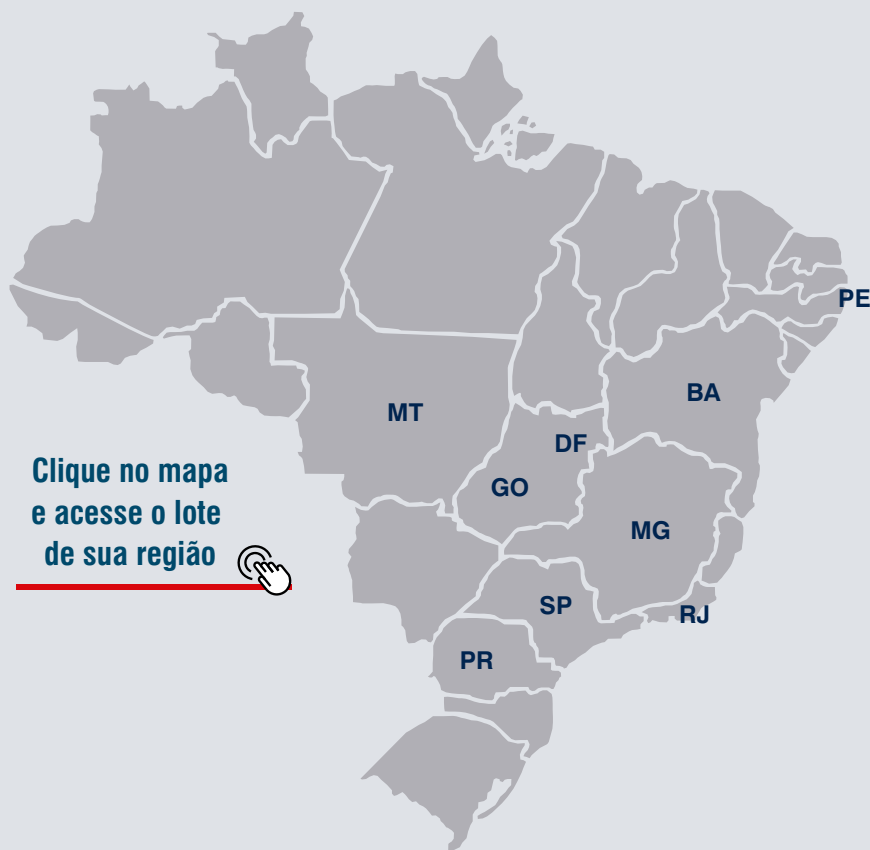 PE
BA
MT
DF
Clique no mapa
e acesse o lote
de sua região
GO
MG
SP
RJ
PR